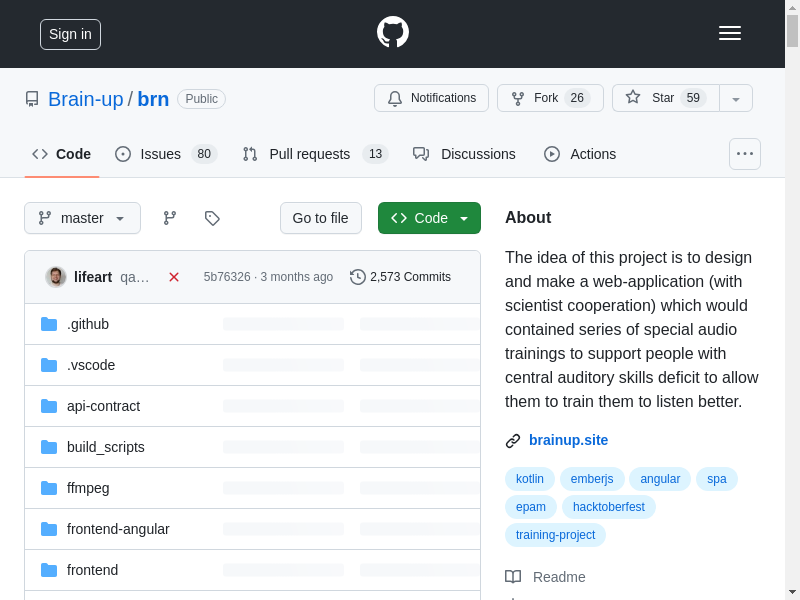 Sign in
Brain-up / brn Public
Notifications
Fork 26
Star 59
Code
Issues 80
Pull requests 13
Discussions
Actions
master
Go to file
Code
lifeart qa… 5b76326 · 3 months ago 2,573 Commits
.github
.vscode
api-contract
build_scripts
ffmpeg
frontend-angular
frontend
About
The idea of this project is to design
and make a web-application (with
scientist cooperation) which would
contained series of special audio
trainings to support people with
central auditory skills deficit to allow
them to train them to listen better.
brainup.site
kotlin emberjs angular spa
epam hacktoberfest
training-project
Readme